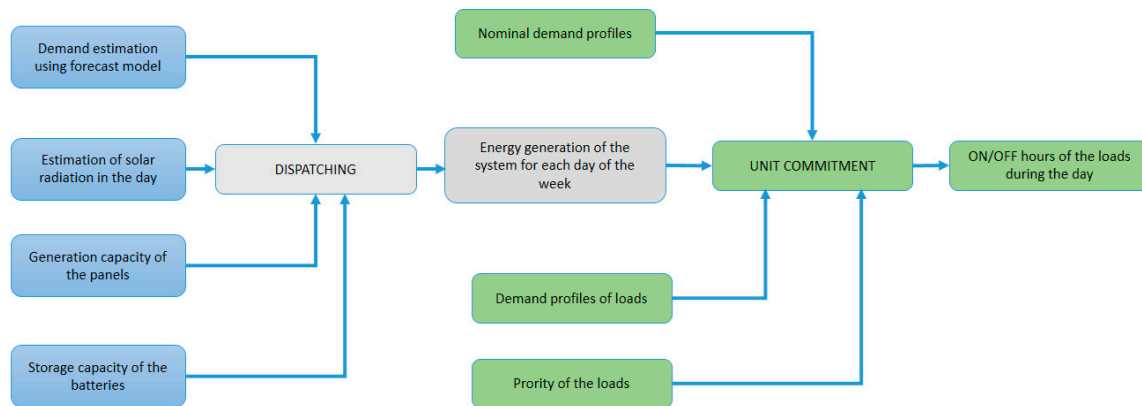 Demand estimation
using forecast model
Nominal demand profiles
Estimation of solar
radiation in the day
DISPATCHING
Energy generation of the
system for each day of the
week
UNIT COMMITMENT
ON/OFF hours of the loads
during the day
Generation capacity of
the panels
Demand profiles of loads
Storage capacity of the
batteries
Prority of the loads